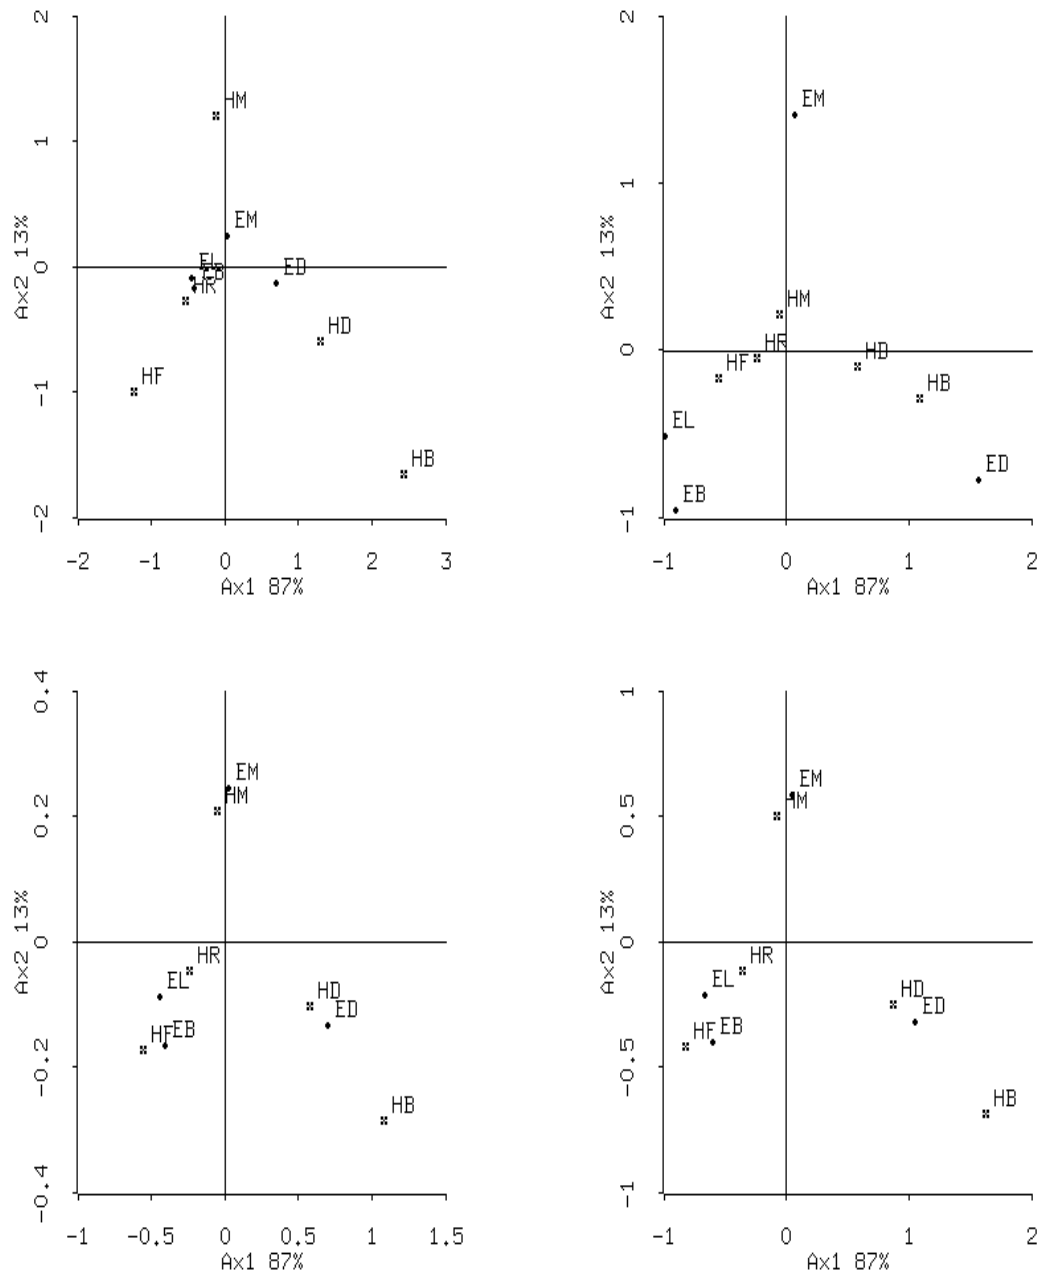 2
1
0
-1
-2
Ax2 13%
HM
EM
EL
EB
HR
ED
HD
HF
HB
-2 -1 0 1 2 3
Ax1 87%
2
1
0
-1
Ax2 13%
EM
HM
HR
HD
HF
HB
EL
ED
EB
-1 0 1 2
Ax1 87%
0.4
0.2
0
-0.2
-0.4
Ax2 13%
EM
HM
HR
EL
HD
ED
HF
EB
HB
-1 -0.5 0 0.5 1 1.5
Ax1 87%
1
0.5
0
-0.5
-1
Ax2 13%
EM
HM
HR
EL
HD
ED
HF
EB
HB
-1 0 1 2
Ax1 87%